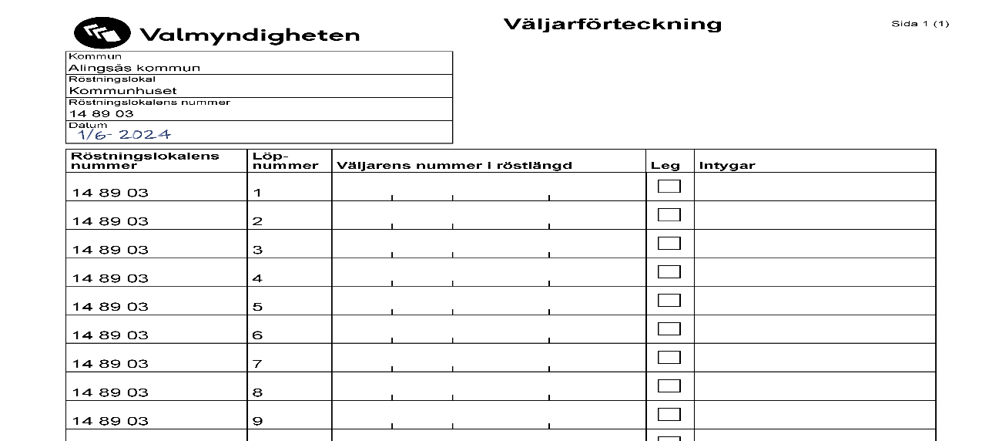 Valmyndigheten
Väljarförteckning
Sida 1 (1)
Kommun
Alingsås kommun
Röstningslokal
Kommunhuset
Röstningslokalens nummer
14 89 03
Datum
1/6- 2024
Röstningslokalens nummer Löp-nummer Väljarens nummer i röstlängd Leg Intygar
14 89 03 1
14 89 03 2
14 89 03 3
14 89 03 4
14 89 03 5
14 89 03 6
14 89 03 7
14 89 03 8
14 89 03 9